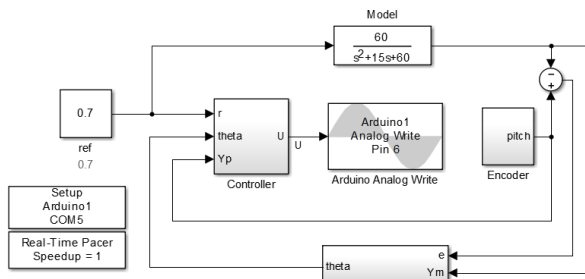 Model
60
s²+15s+60
−
+
0.7
ref
0.7
r
theta
Yp
U
Controller
U
Arduino1
Analog Write
Pin 6
Arduino Analog Write
pitch
Encoder
Setup
Arduino1
COM5
Real-Time Pacer
Speedup = 1
theta
e
Ym